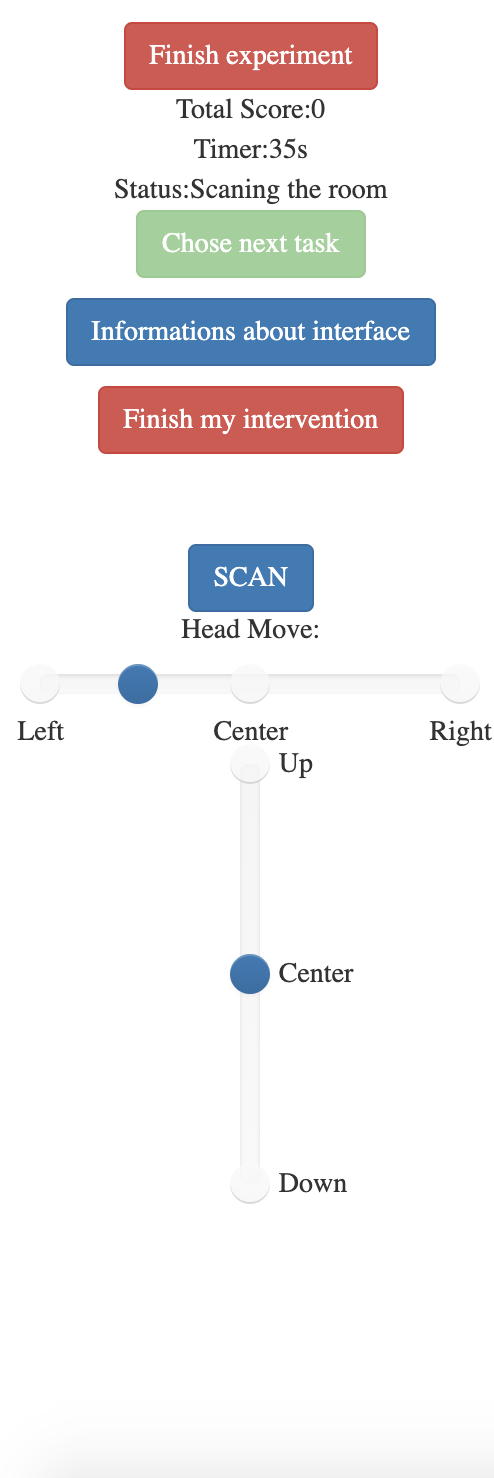 Finish experiment
Total Score:0
Timer:35s
Status:Scaning the room
Chose next task
Informations about interface
Finish my intervention
SCAN
Head Move:
Left Center Right
Up
Center
Down